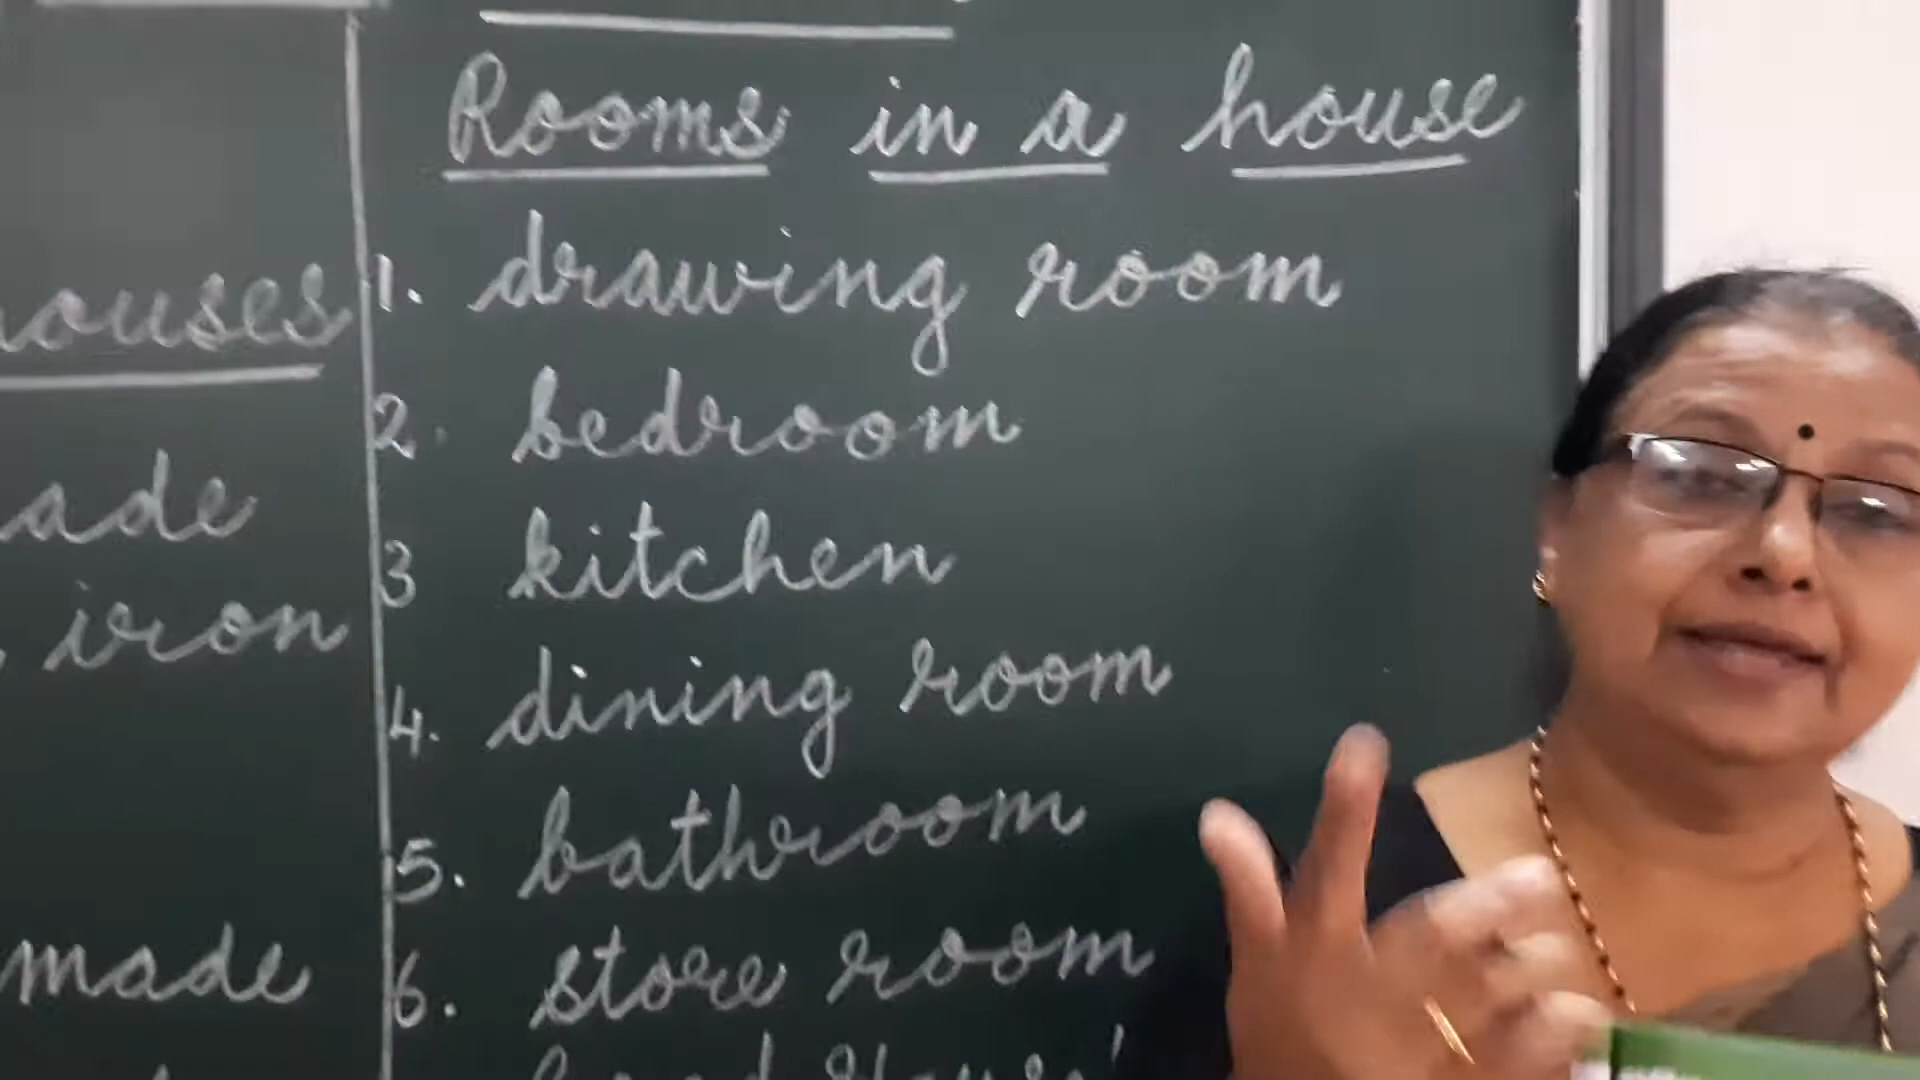 ouses
ade
, iron
made
Rooms in a house
1. drawing room
2. bedroom
3 kitchen
4. dining room
5. bathroom
6. store room